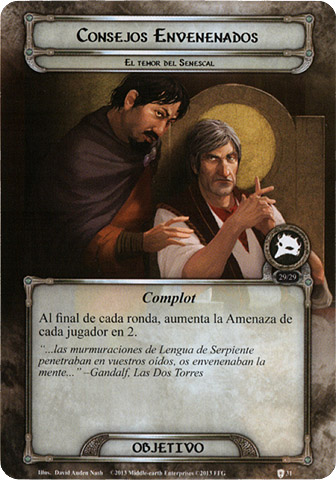 Consejos Envenenados
El temor del Senescal
29/29
Complot
Al final de cada ronda, aumenta la Amenaza de
cada jugador en 2.
“...las murmuraciones de Lengua de Serpiente
penetraban en vuestros oídos, os envenenaban la
mente...” –Gandalf, Las Dos Torres
OBJETIVO
Illus. David Auden Nash ©2013 Middle-earth Enterprises ©2013 FFG 31